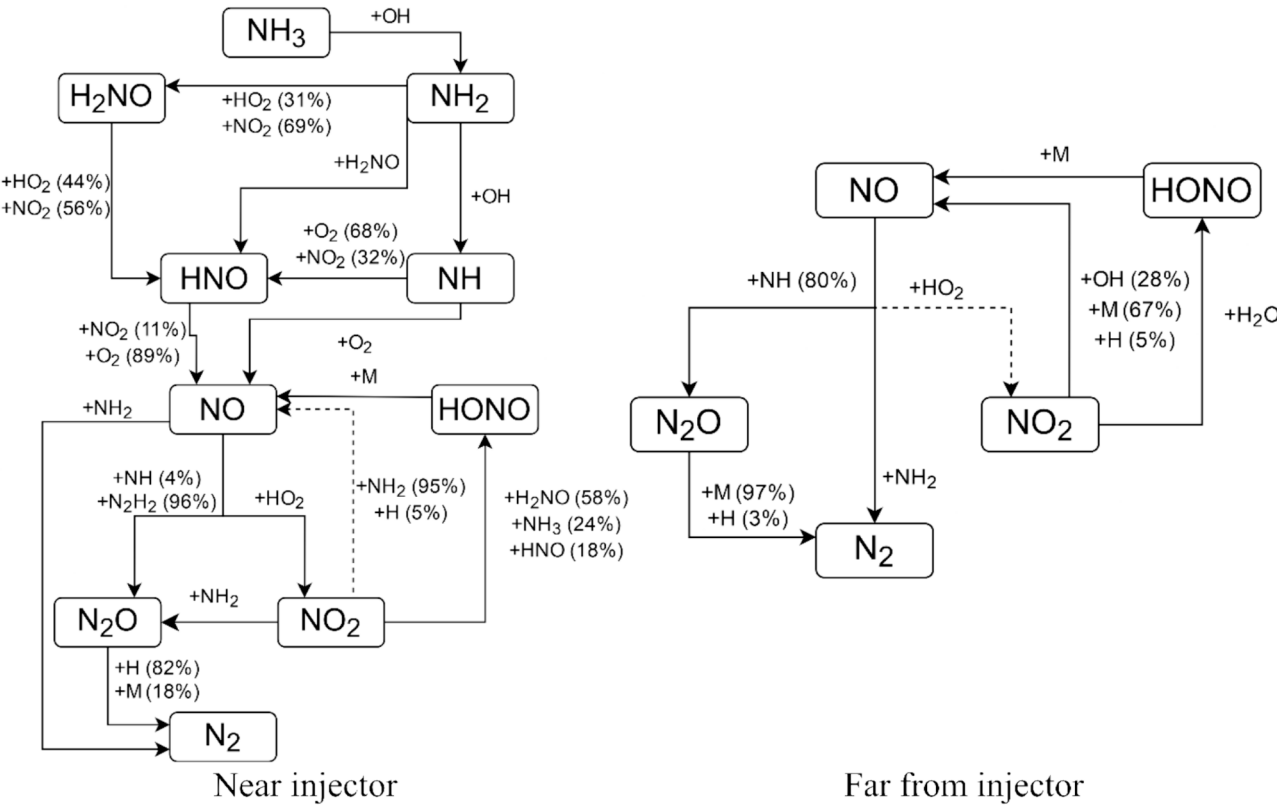 NH₃
+OH
H₂NO
+HO₂ (31%)
+NO₂ (69%)
NH₂
+HO₂ (44%)
+NO₂ (56%)
+H₂NO
+OH
+O₂ (68%)
+NO₂ (32%)
HNO
NH
+NO₂ (11%)
+O₂ (89%)
+O₂
+M
+NH₂
NO
HONO
+NH (4%)
+N₂H₂ (96%)
+HO₂
+NH₂ (95%)
+H (5%)
+H₂NO (58%)
+NH₃ (24%)
+HNO (18%)
N₂O
+NH₂
NO₂
+H (82%)
+M (18%)
N₂
Near injector
+M
NO
HONO
+NH (80%)
+HO₂
+OH (28%)
+M (67%)
+H (5%)
+H₂O
N₂O
NO₂
+M (97%)
+H (3%)
+NH₂
N₂
Far from injector